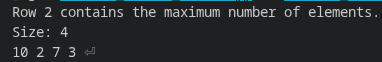 Row 2 contains the maximum number of elements.
Size: 4
10 2 7 3 ⏎